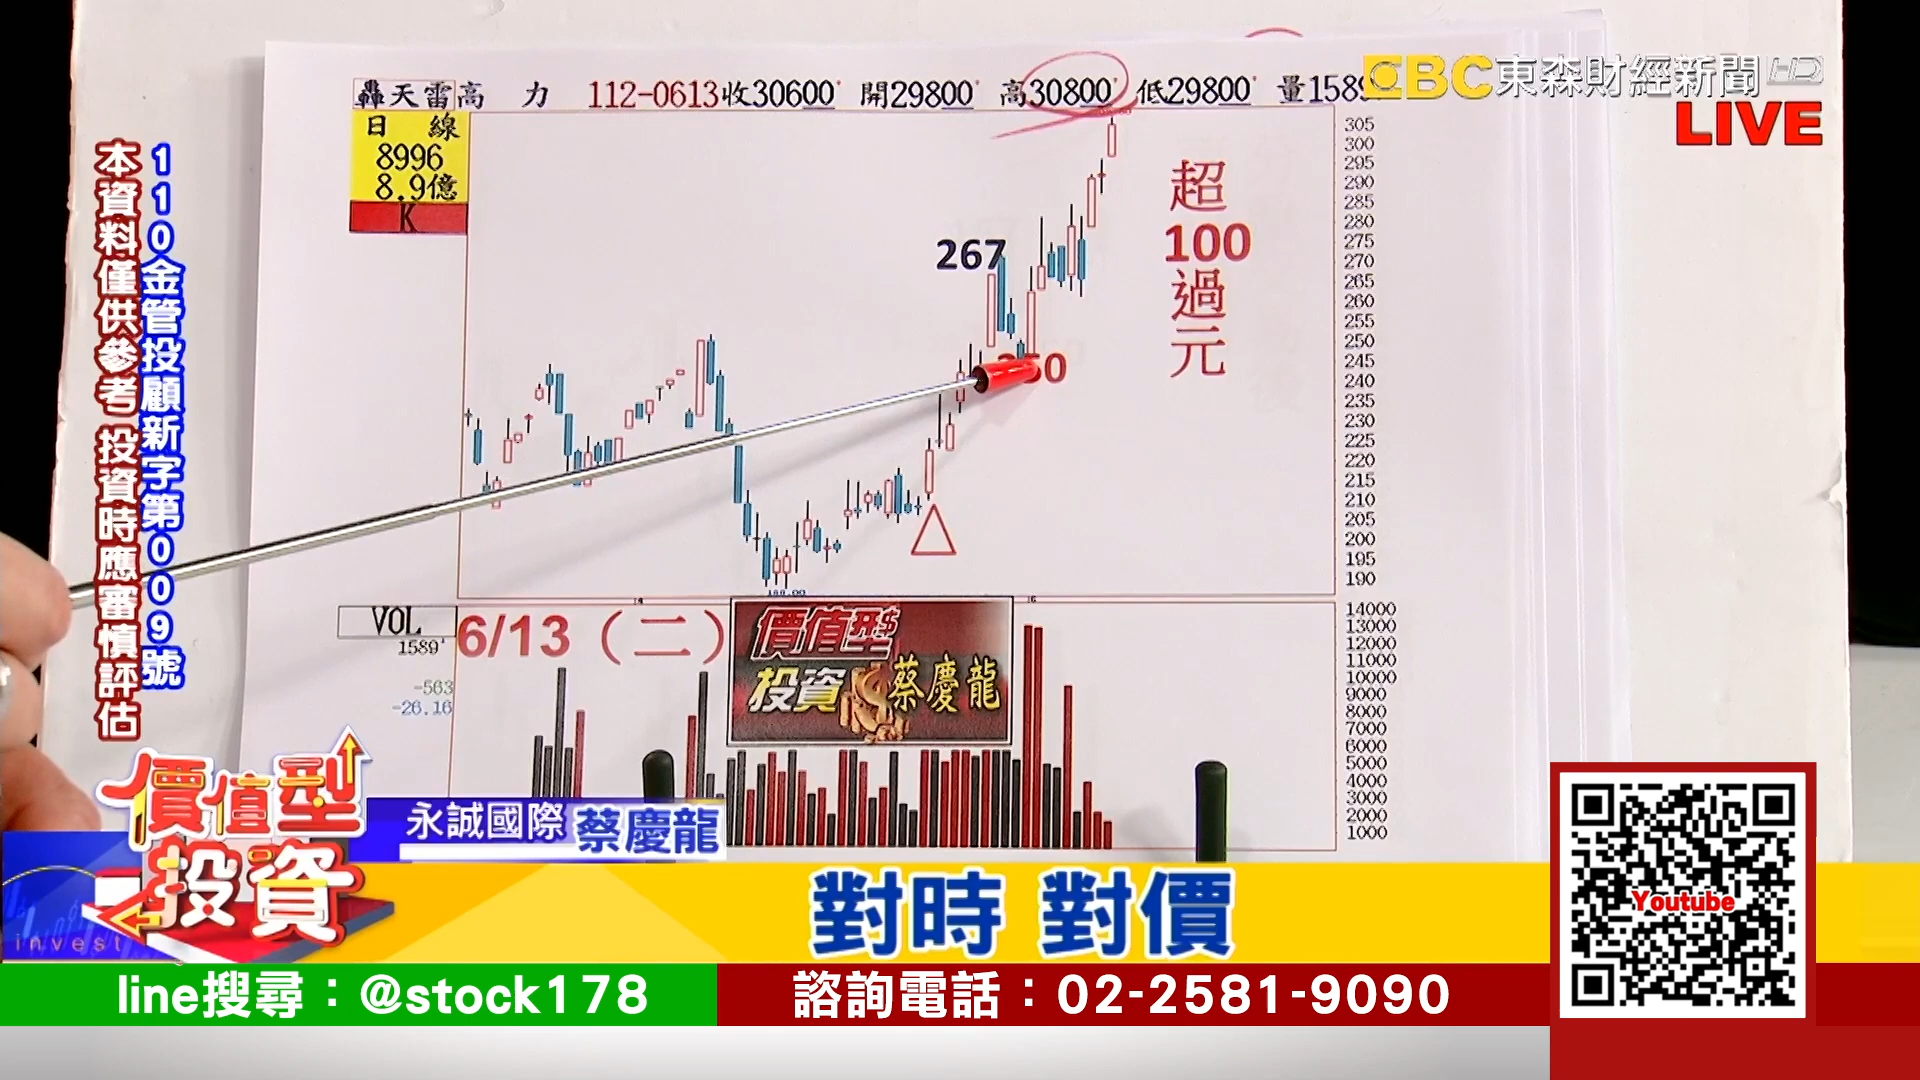 轟天雷高 力 112-0613收30600 開29800 高30800 低29800 量1589
EBC東森財經新聞HD
LIVE
日 線
8996
8.9億
K
110金管投顧新字第009號
本資料僅供參考 投資時應審慎評估
超
100
過
元
267
305
300
295
290
285
280
275
270
265
260
255
250
245
240
235
230
225
220
215
210
205
200
195
190
VOL
1589
-563
-26.16
6/13(二)
價值型
投資
蔡慶龍
14000
13000
12000
11000
10000
9000
8000
7000
6000
5000
4000
3000
2000
1000
價值型
投資
invest
永誠國際 蔡慶龍
對時 對價
Youtube
line搜尋:@stock178
諮詢電話:02-2581-9090